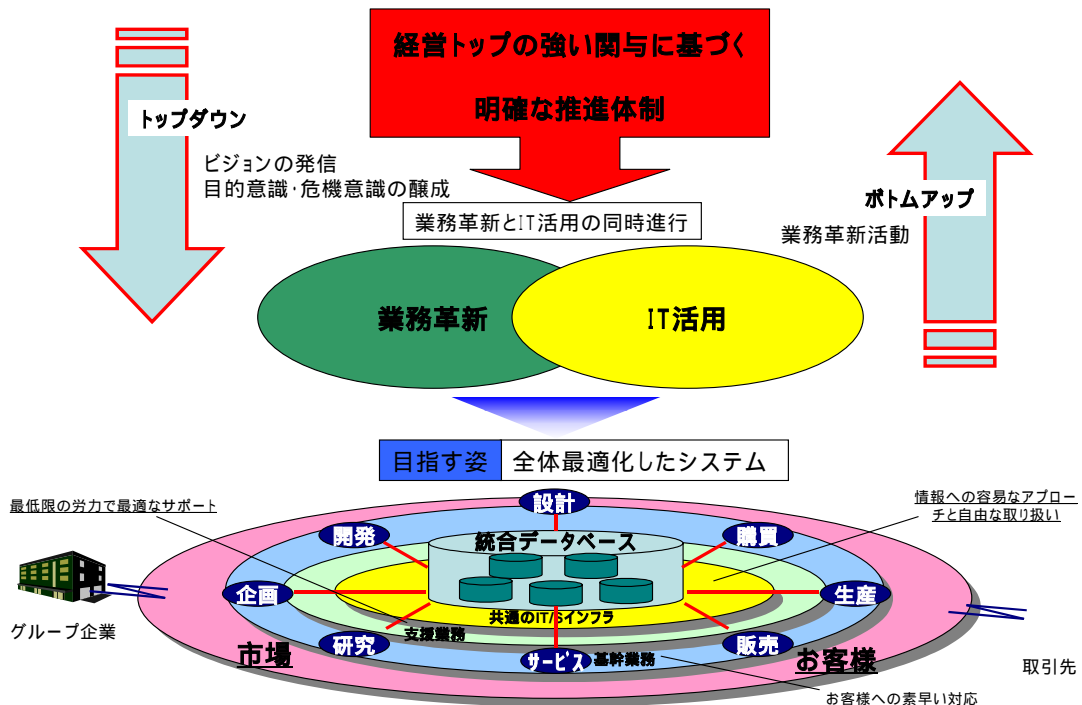 経営トップの強い関与に基づく
明確な推進体制
トップダウン
ビジョンの発信
目的意識・危機意識の醸成
ボトムアップ
業務革新活動
業務革新とIT活用の同時進行
業務革新
IT活用
目指す姿
全体最適化したシステム
最低限の労力で最適なサポート
情報への容易なアプロー
チと自由な取り扱い
設計
開発
購買
統合データベース
企画
生産
共通のIT/Sインフラ
支援業務
研究
販売
サービス
基幹業務
市場
お客様
グループ企業
取引先
お客様への素早い対応